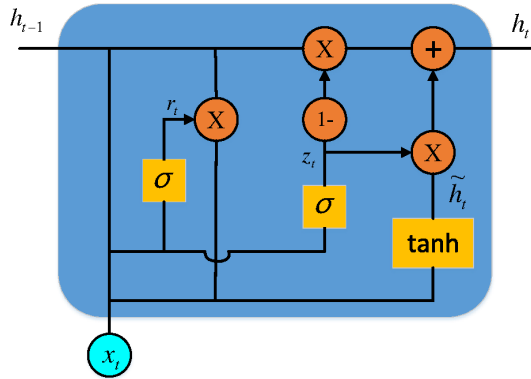 h_{t-1}
h_t
X
+
r_t
X
1-
z_t
X
σ
σ
h̃_t
tanh
x_t